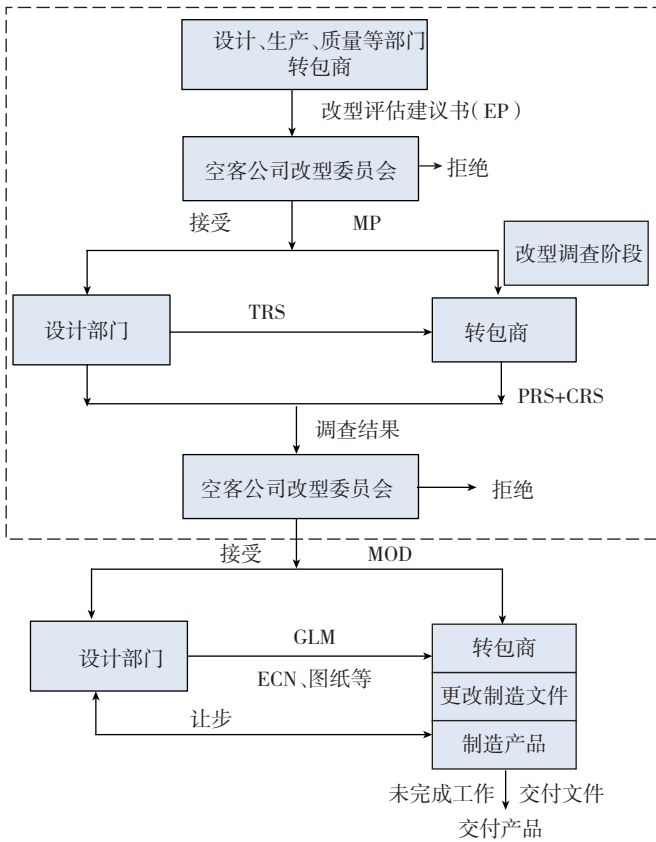 设计、生产、质量等部门
转包商
改型评估建议书(EP)
空客公司改型委员会
拒绝
接受
MP
改型调查阶段
设计部门
TRS
转包商
PRS+CRS
调查结果
空客公司改型委员会
拒绝
接受
MOD
设计部门
GLM
ECN、图纸等
转包商
更改制造文件
让步
制造产品
未完成工作
交付文件
交付产品